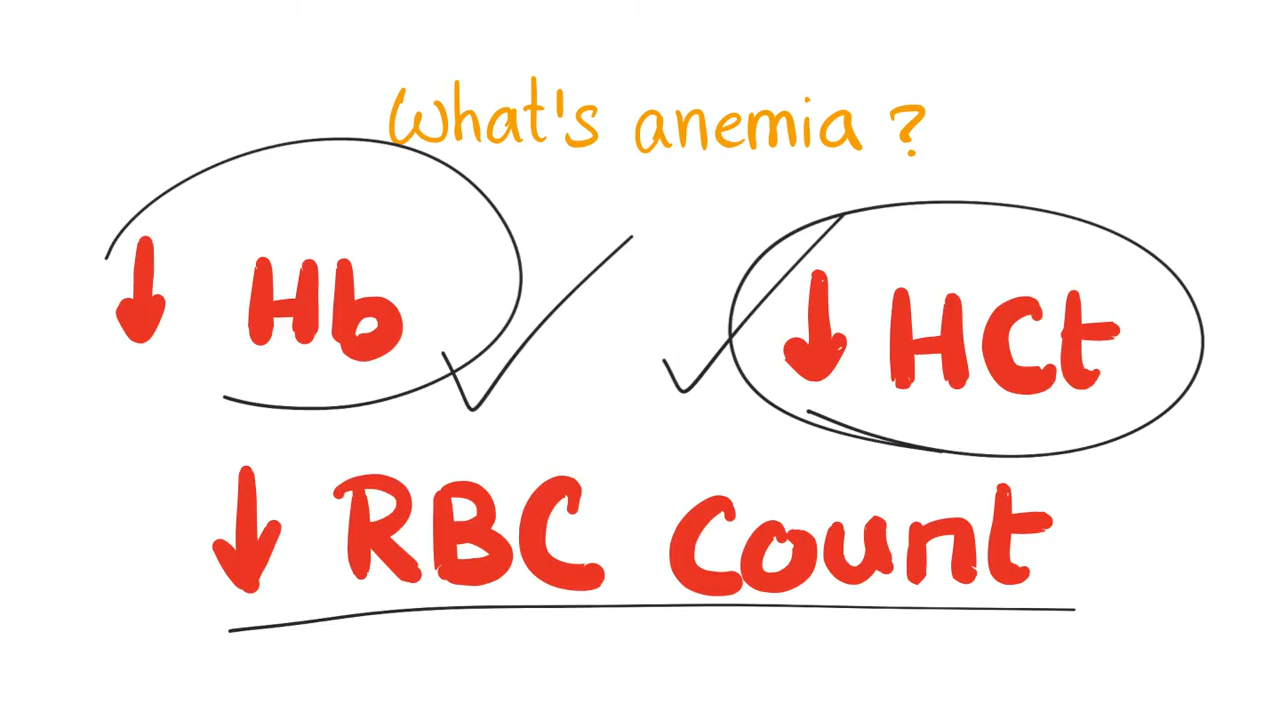 What's anemia ?
↓ Hb ↓ HCt
↓ RBC Count